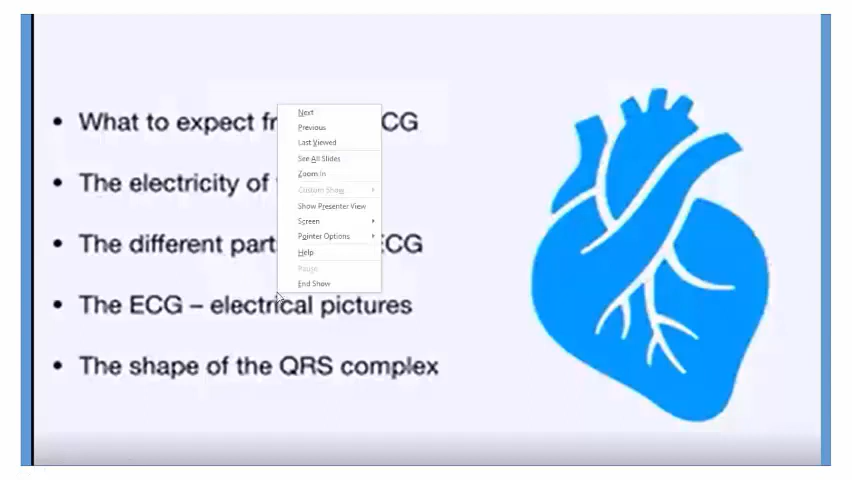 What to expect fr
CG
The electricity of
The different part
ECG
The ECG – electrical pictures
The shape of the QRS complex
Next
Previous
Last Viewed
See All Slides
Zoom In
Custom Show
Show Presenter View
Screen
Pointer Options
Help
Pause
End Show